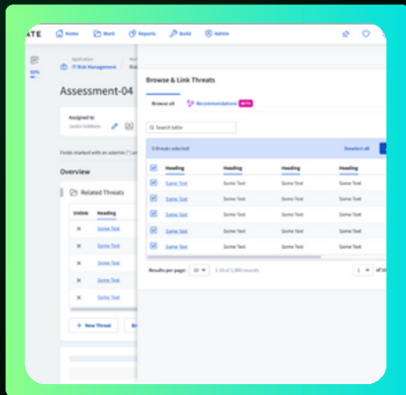 ATE Home Work Reports Build Admin
Application
IT Risk Management
Assessment-04
Assigned to
Fields marked with an asterisk (*) are
Overview
Related Threats
Unlink Heading
Some Text
Some Text
Some Text
Some Text
+ New Threat
Browse & Link Threats
Browse all Recommendations BETA
Search table
5 threats selected Deselect all
Heading Heading Heading Heading
Some Text Some Text Some Text Some Text
Some Text Some Text Some Text Some Text
Some Text Some Text Some Text Some Text
Some Text Some Text Some Text Some Text
Some Text Some Text Some Text Some Text
Results per page: 10 1-10 of 1,000 records 1